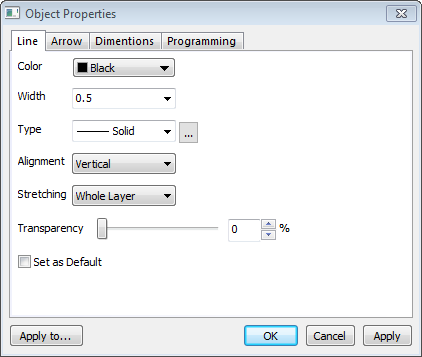 Object Properties
Line Arrow Dimentions Programming
Color Black
Width 0.5
Type Solid ...
Alignment Vertical
Stretching Whole Layer
Transparency 0 %
Set as Default
Apply to... OK Cancel Apply